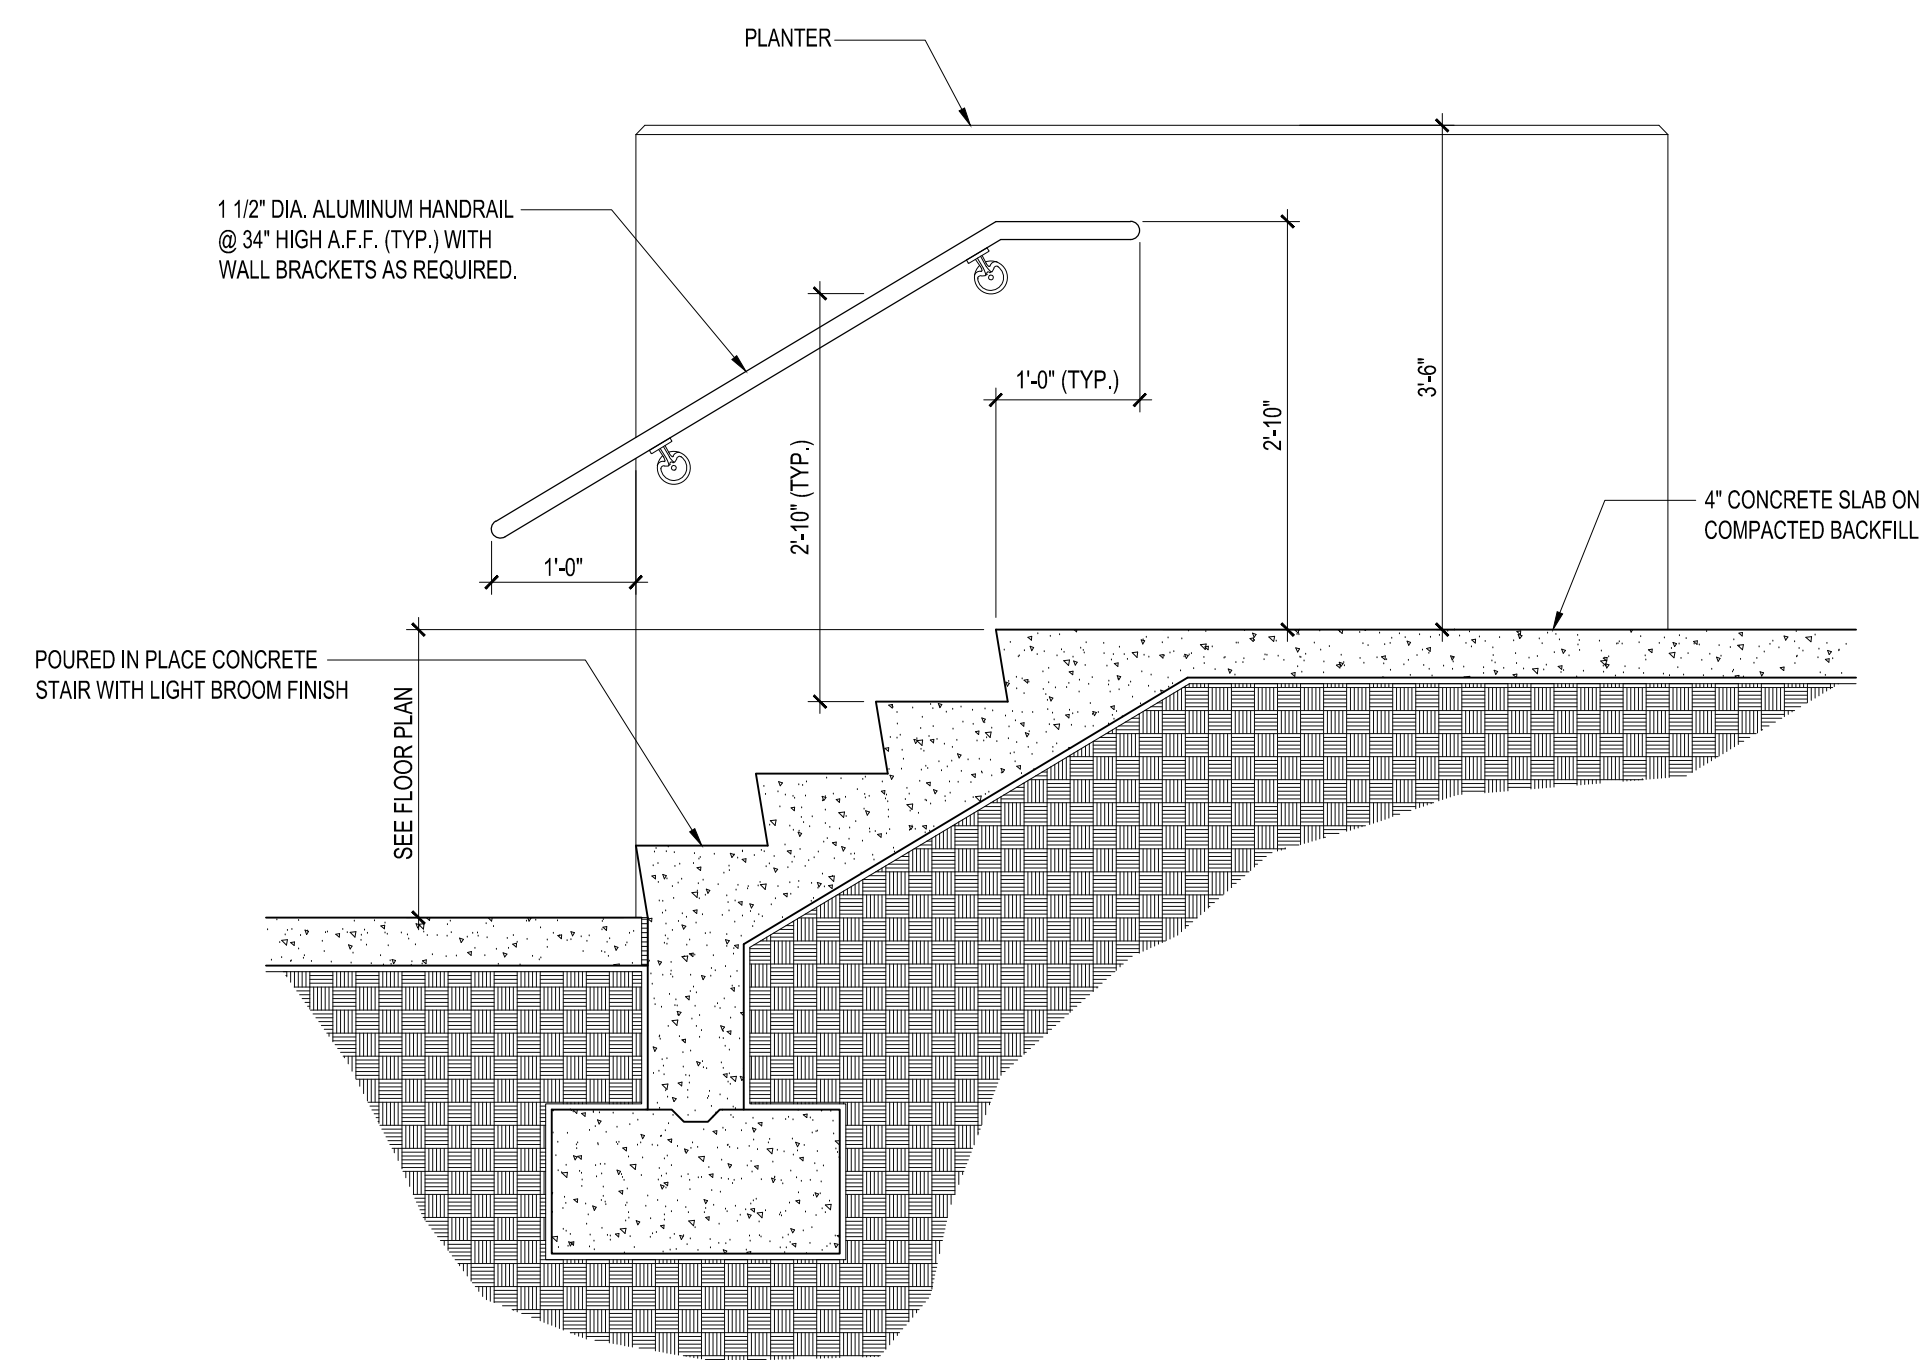 PLANTER
1 1/2" DIA. ALUMINUM HANDRAIL
@ 34" HIGH A.F.F. (TYP.) WITH
WALL BRACKETS AS REQUIRED.
1'-0" (TYP.)
3'-6"
2'-10"
2'-10" (TYP.)
4" CONCRETE SLAB ON
COMPACTED BACKFILL
1'-0"
POURED IN PLACE CONCRETE
STAIR WITH LIGHT BROOM FINISH
SEE FLOOR PLAN